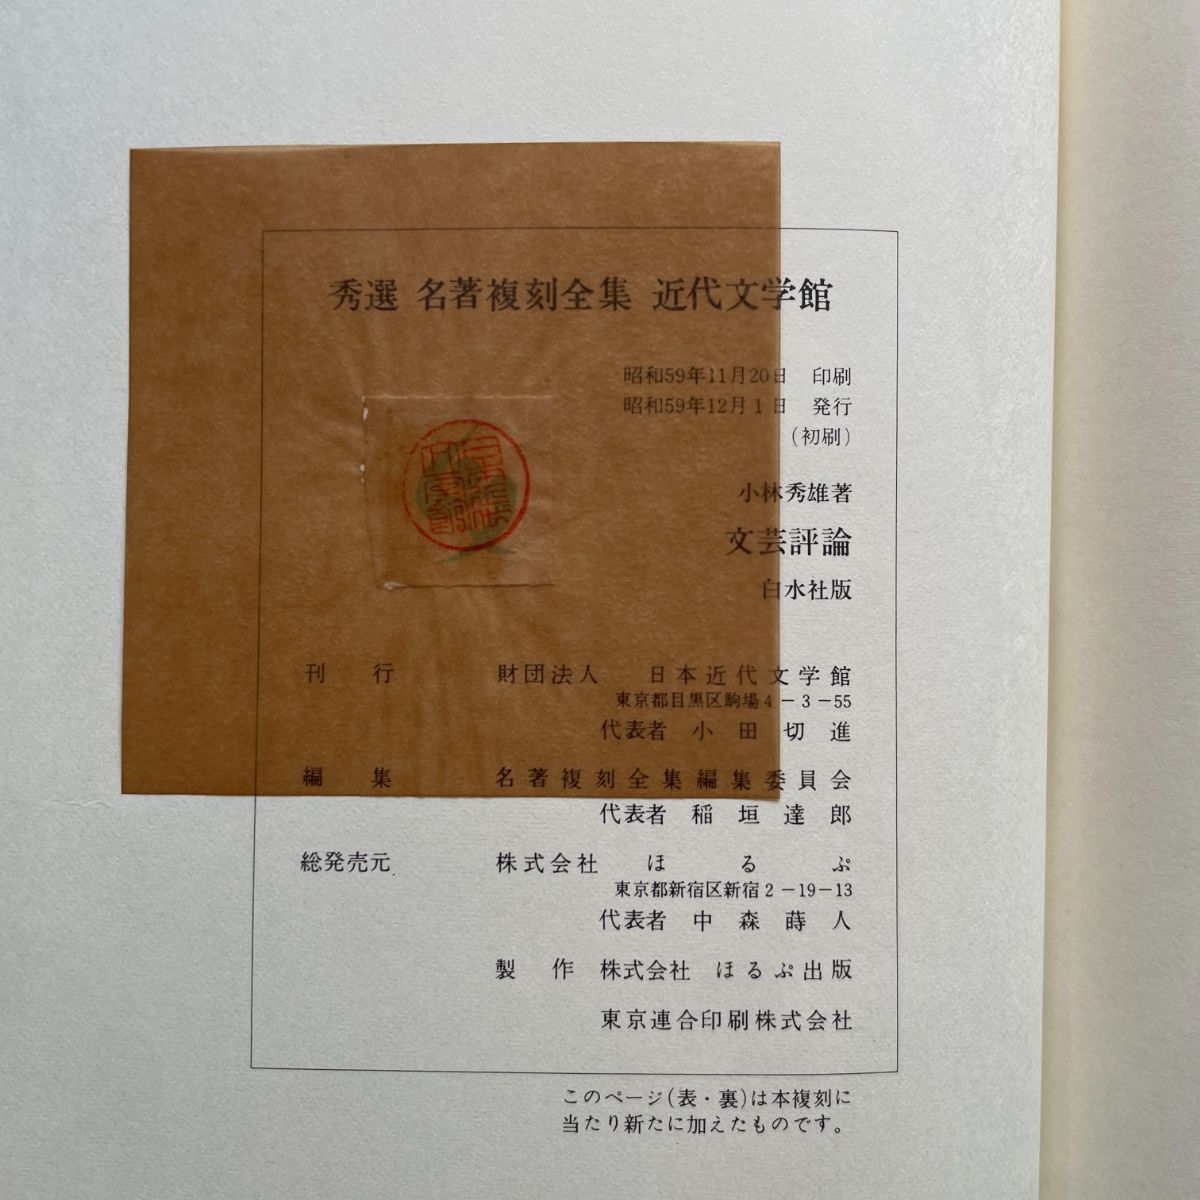 秀選 名著複刻全集 近代文学館
昭和59年11月20日 印刷
昭和59年12月1日 発行
（初刷）
小林秀雄著
文芸評論
白水社版
刊行 財団法人 日本近代文学館
東京都目黒区駒場4－3－55
代表者 小田切進
編集 名著複刻全集編集委員会
代表者 稲垣達郎
総発売元 株式会社 ほるぷ
東京都新宿区新宿2－19－13
代表者 中森蒔人
製作 株式会社 ほるぷ出版
東京連合印刷株式会社
このページ(表・裏)は本複刻に
当たり新たに加えたものです。